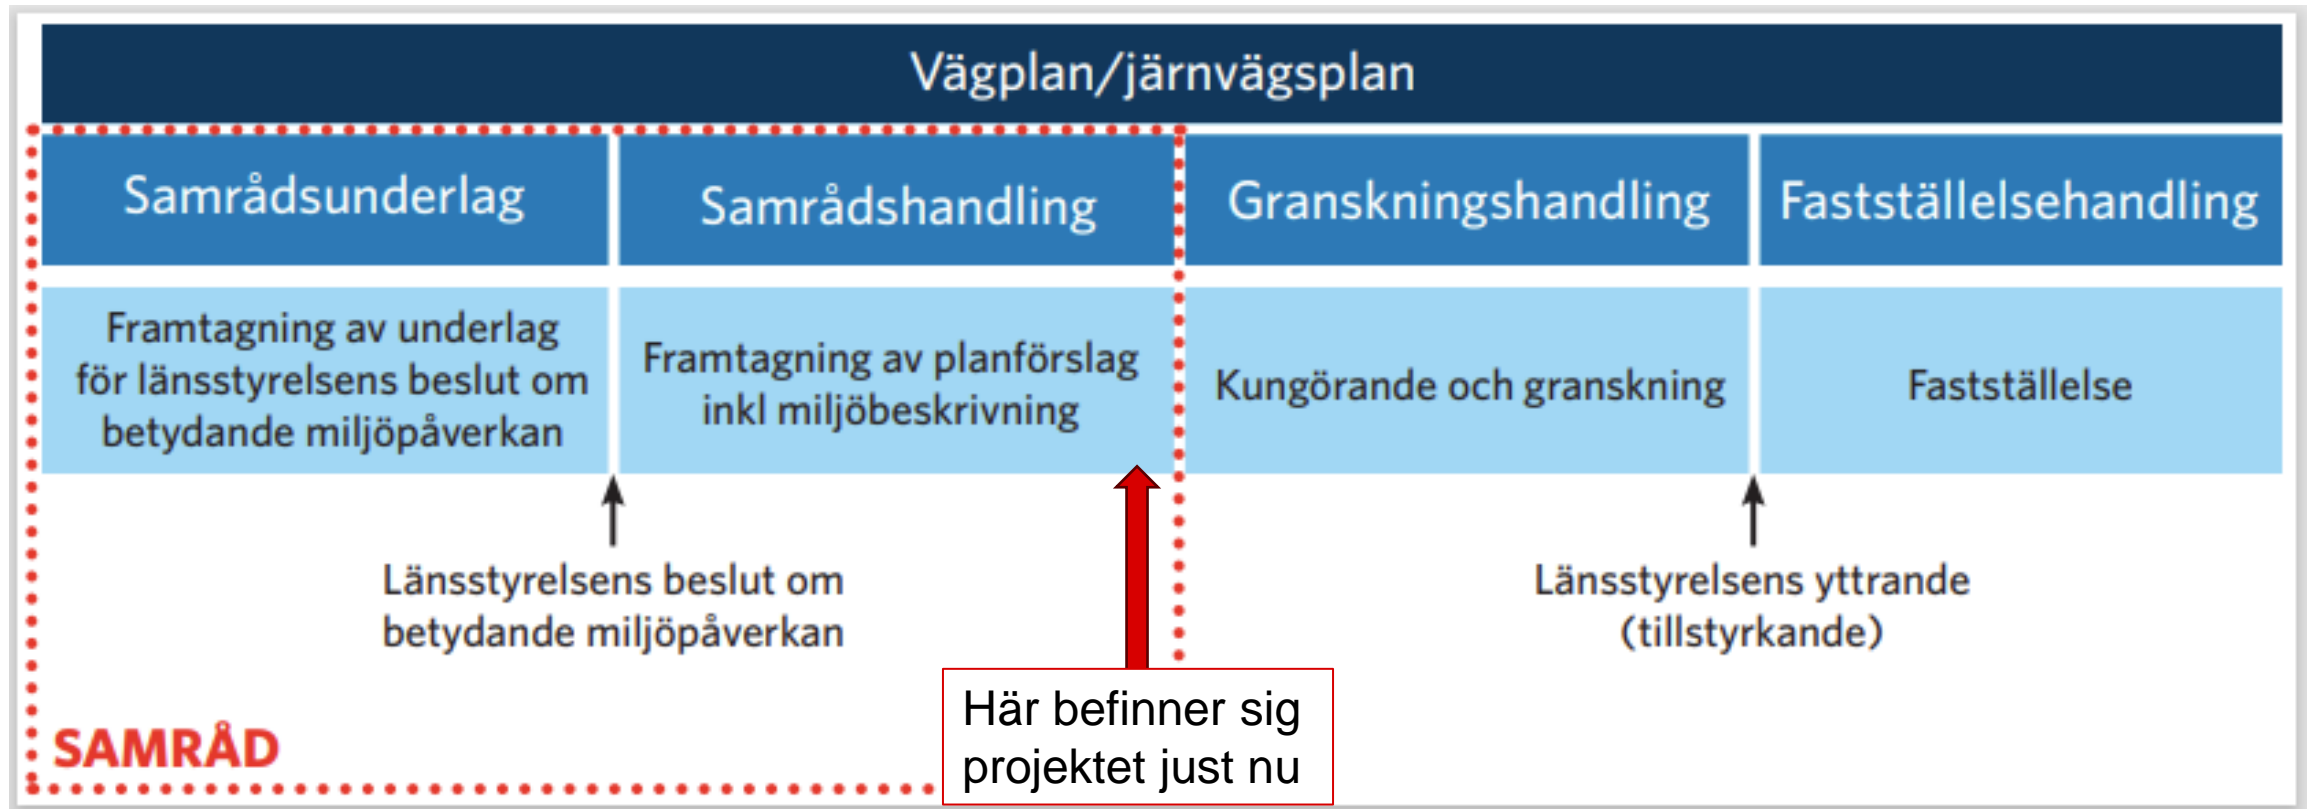 Vägplan/järnvägsplan
Samrådsunderlag
Samrådshandling
Granskningshandling
Fastställelsehandling
Framtagning av underlag
för länsstyrelsens beslut om
betydande miljöpåverkan
Framtagning av planförslag
inkl miljöbeskrivning
Kungörande och granskning
Fastställelse
Länsstyrelsens beslut om
betydande miljöpåverkan
Länsstyrelsens yttrande
(tillstyrkande)
Här befinner sig
projektet just nu
SAMRÅD